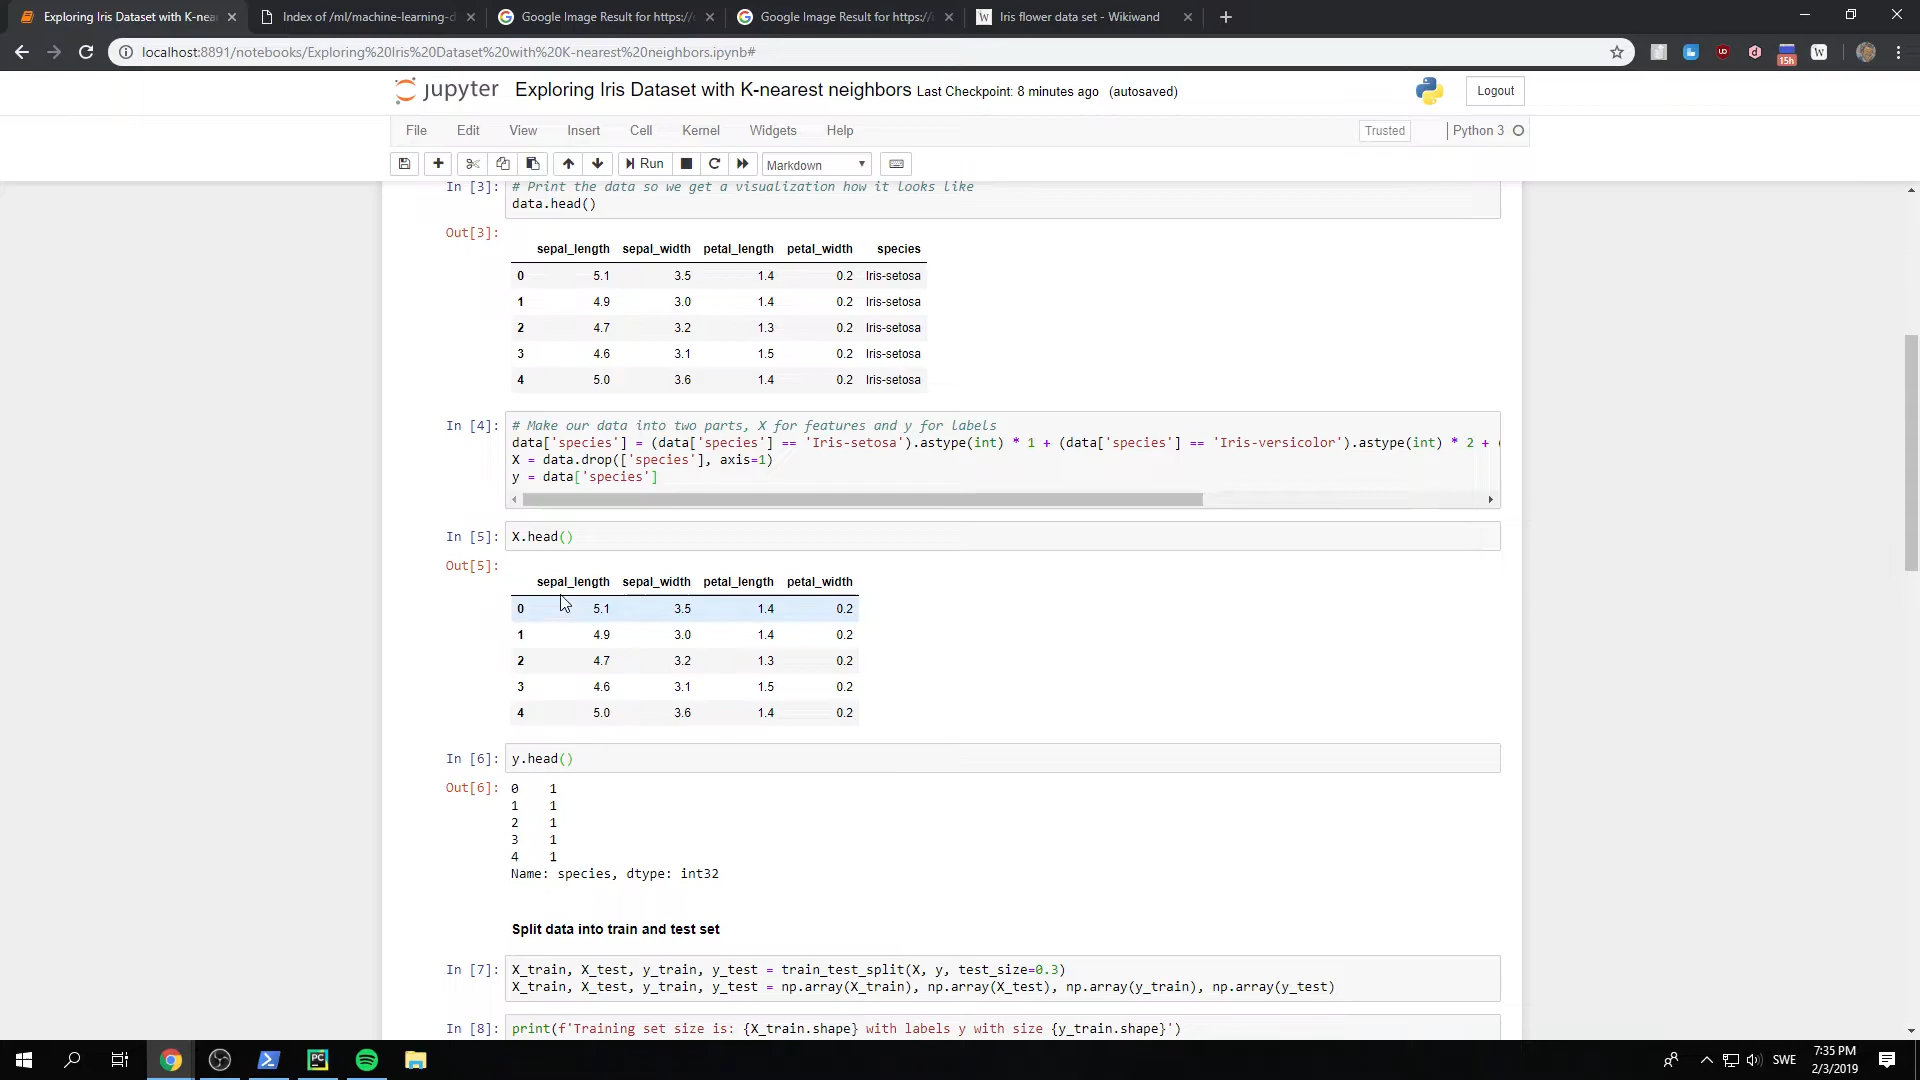 Exploring Iris Dataset with K-nea
Index of /ml/machine-learning-d
Google Image Result for https://
Google Image Result for https://
W Iris flower data set - Wikiwand
localhost:8891/notebooks/Exploring%20Iris%20Dataset%20with%20K-nearest%20neighbors.ipynb#
15h
W
jupyter Exploring Iris Dataset with K-nearest neighbors Last Checkpoint: 8 minutes ago (autosaved)
Logout
File Edit View Insert Cell Kernel Widgets Help
Trusted
Python 3
Run
Markdown
In [3]: # Print the data so we get a visualization how it looks like
data.head()
Out[3]:
sepal_length sepal_width petal_length petal_width species
0 5.1 3.5 1.4 0.2 Iris-setosa
1 4.9 3.0 1.4 0.2 Iris-setosa
2 4.7 3.2 1.3 0.2 Iris-setosa
3 4.6 3.1 1.5 0.2 Iris-setosa
4 5.0 3.6 1.4 0.2 Iris-setosa
In [4]: # Make our data into two parts, X for features and y for labels
data['species'] = (data['species'] == 'Iris-setosa').astype(int) * 1 + (data['species'] == 'Iris-versicolor').astype(int) * 2 + (
X = data.drop(['species'], axis=1)
y = data['species']
In [5]: X.head()
Out[5]:
sepal_length sepal_width petal_length petal_width
0 5.1 3.5 1.4 0.2
1 4.9 3.0 1.4 0.2
2 4.7 3.2 1.3 0.2
3 4.6 3.1 1.5 0.2
4 5.0 3.6 1.4 0.2
In [6]: y.head()
Out[6]: 0 1
1 1
2 1
3 1
4 1
Name: species, dtype: int32
Split data into train and test set
In [7]: X_train, X_test, y_train, y_test = train_test_split(X, y, test_size=0.3)
X_train, X_test, y_train, y_test = np.array(X_train), np.array(X_test), np.array(y_train), np.array(y_test)
In [8]: print(f'Training set size is: {X_train.shape} with labels y with size {y_train.shape}')
PC
SWE
7:35 PM
2/3/2019